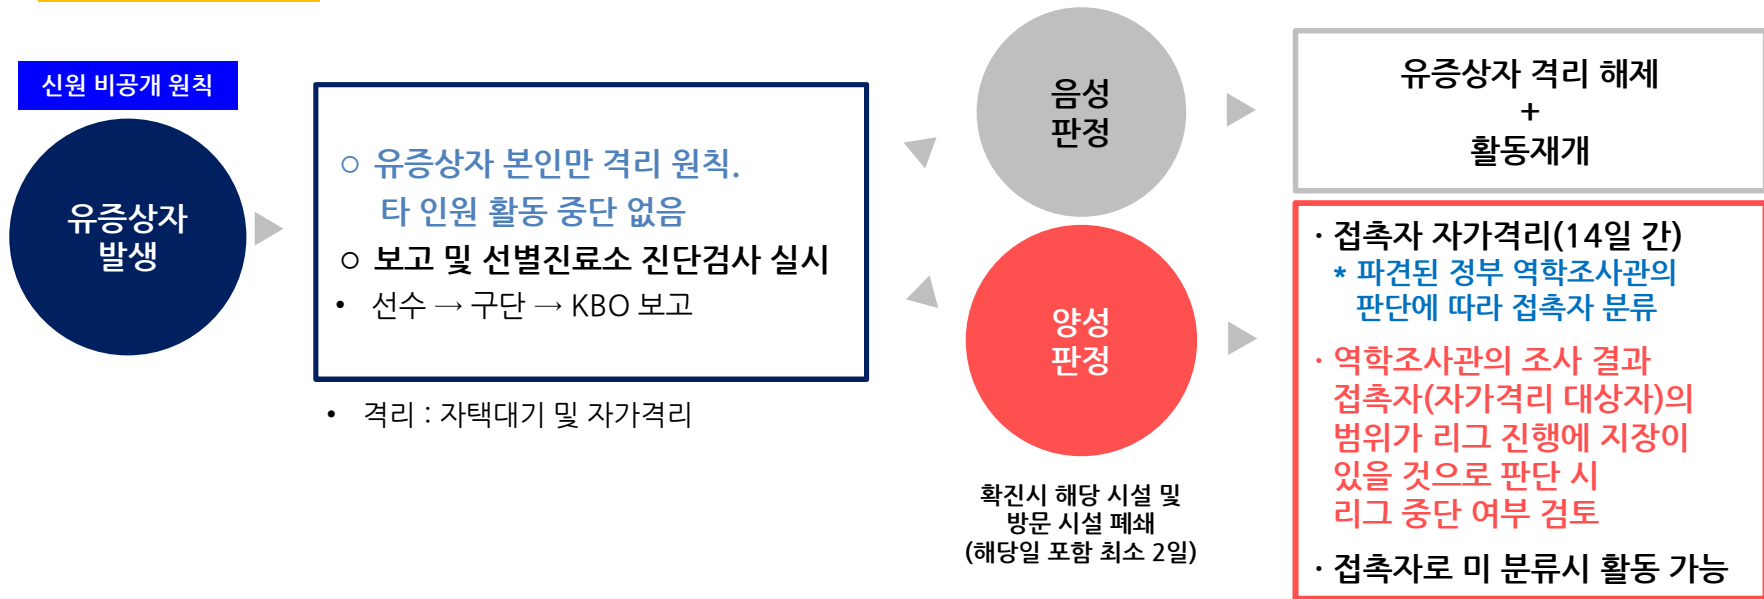 신원 비공개 원칙
유증상자
발생
○ 유증상자 본인만 격리 원칙.
타 인원 활동 중단 없음
○ 보고 및 선별진료소 진단검사 실시
• 선수 → 구단 → KBO 보고
• 격리 : 자택대기 및 자가격리
음성
판정
유증상자 격리 해제
+
활동재개
양성
판정
확진시 해당 시설 및
방문 시설 폐쇄
(해당일 포함 최소 2일)
· 접촉자 자가격리(14일 간)
* 파견된 정부 역학조사관의
판단에 따라 접촉자 분류
· 역학조사관의 조사 결과
접촉자(자가격리 대상자)의
범위가 리그 진행에 지장이
있을 것으로 판단 시
리그 중단 여부 검토
· 접촉자로 미 분류시 활동 가능